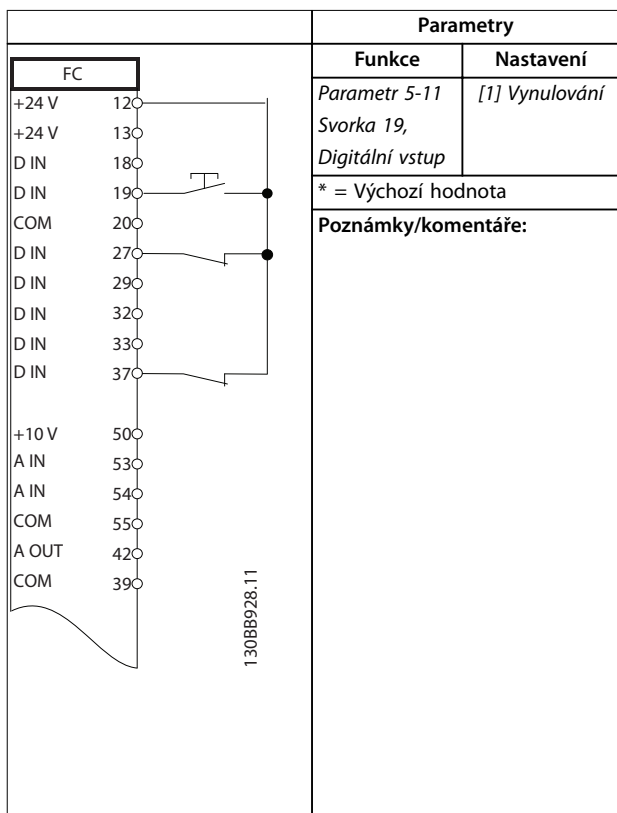 Parametry
Funkce Nastavení
Parametr 5-11 [1] Vynulování
Svorka 19,
Digitální vstup
* = Výchozí hodnota
Poznámky/komentáře:
FC
+24 V 12
+24 V 13
D IN 18
D IN 19
COM 20
D IN 27
D IN 29
D IN 32
D IN 33
D IN 37
+10 V 50
A IN 53
A IN 54
COM 55
A OUT 42
COM 39
130BB928.11